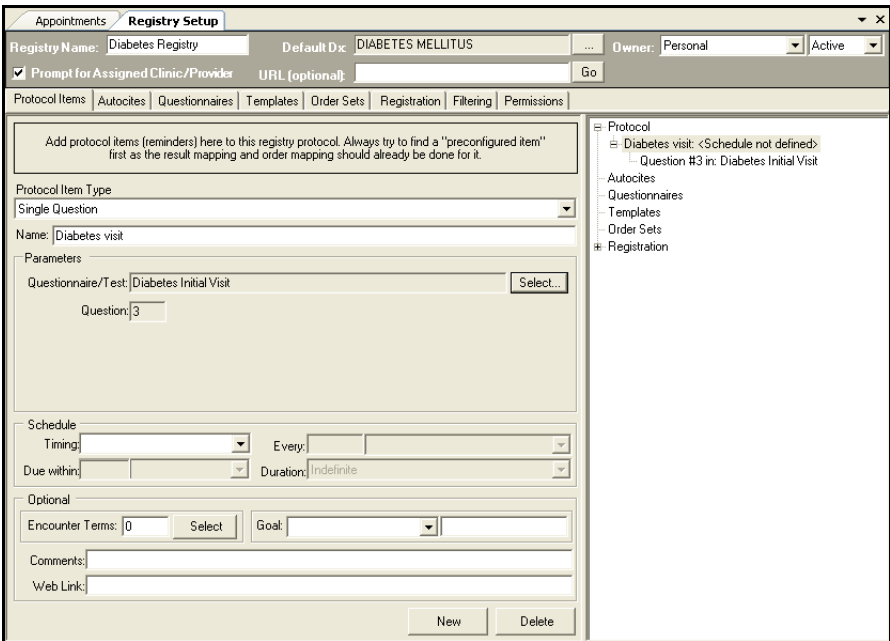 Appointments Registry Setup
Registry Name: Diabetes Registry Default Dx: DIABETES MELLITUS ... Owner: Personal Active
Prompt for Assigned Clinic/Provider URL (optional): Go
Protocol Items Autocites Questionnaires Templates Order Sets Registration Filtering Permissions
Add protocol items (reminders) here to this registry protocol. Always try to find a "preconfigured item"
first as the result mapping and order mapping should already be done for it.
Protocol Item Type
Single Question
Name: Diabetes visit
Parameters
Questionnaire/Test: Diabetes Initial Visit Select...
Question: 3
Schedule
Timing: Every:
Due within: Duration: Indefinite
Optional
Encounter Terms: 0 Select Goal:
Comments:
Web Link:
New Delete
Protocol
Diabetes visit: <Schedule not defined>
Question #3 in: Diabetes Initial Visit
Autocites
Questionnaires
Templates
Order Sets
Registration